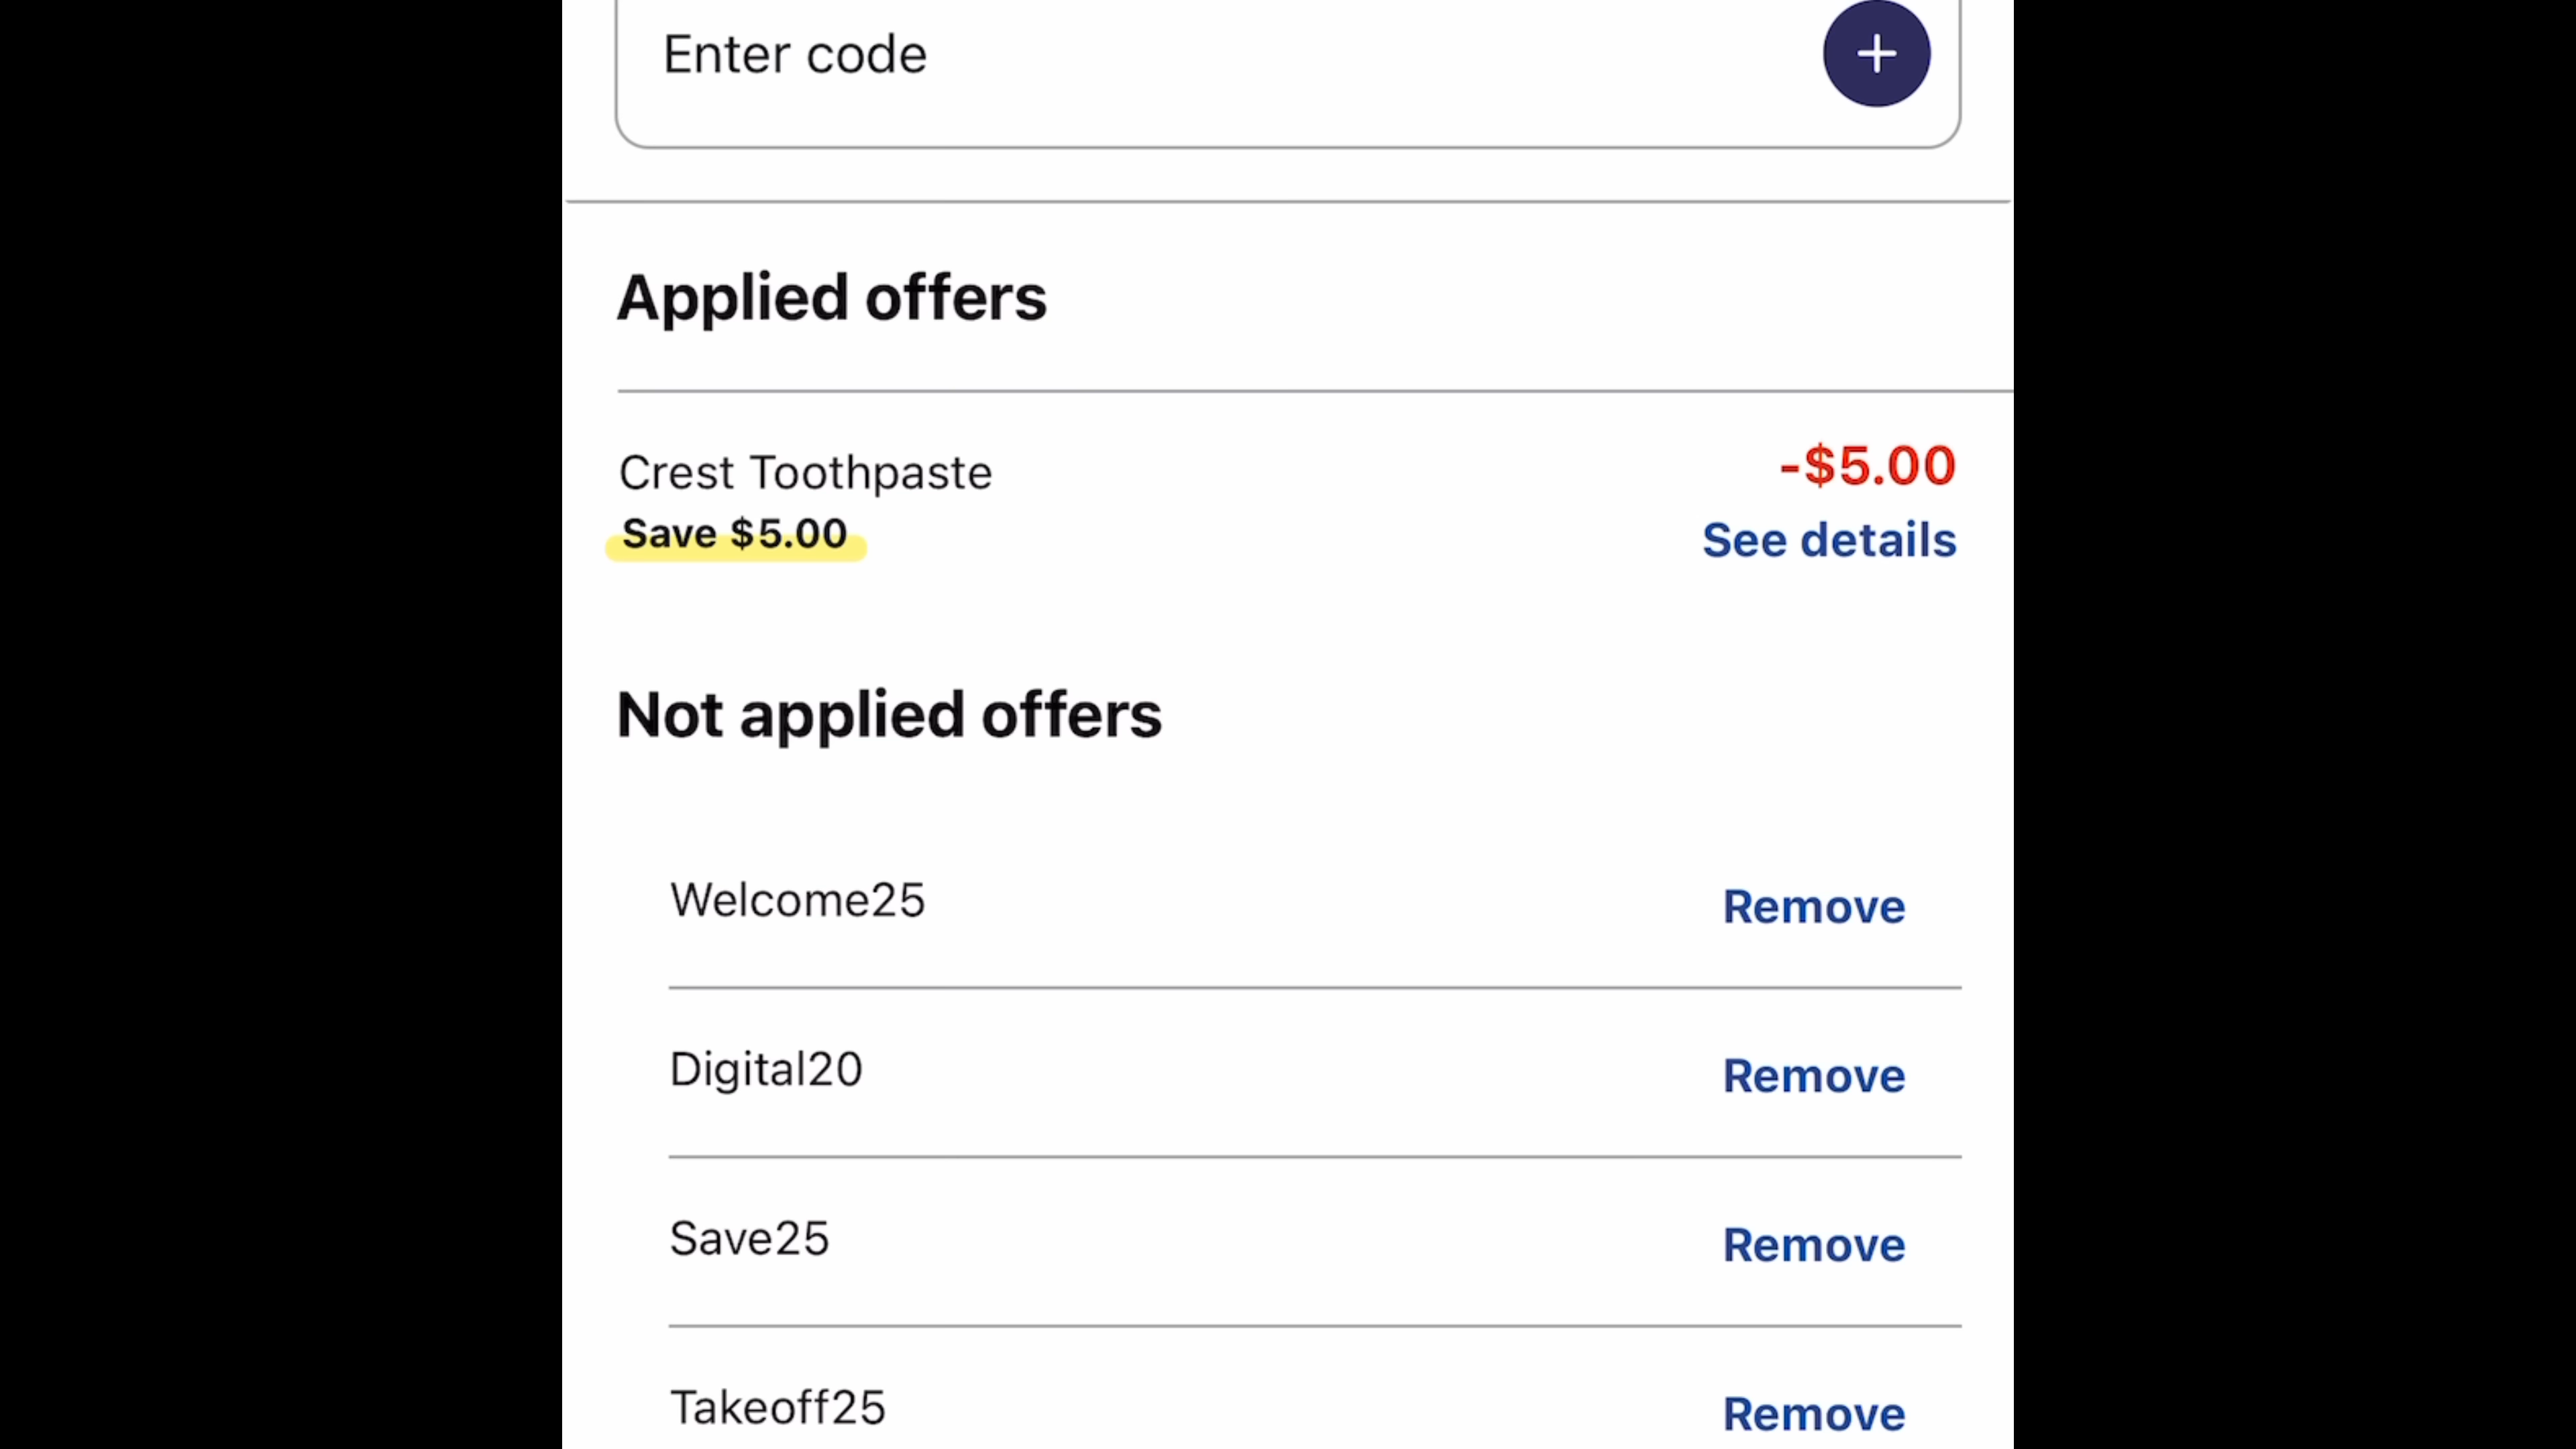 Enter code
Applied offers
Crest Toothpaste
-$5.00
Save $5.00
See details
Not applied offers
Welcome25
Remove
Digital20
Remove
Save25
Remove
Takeoff25
Remove